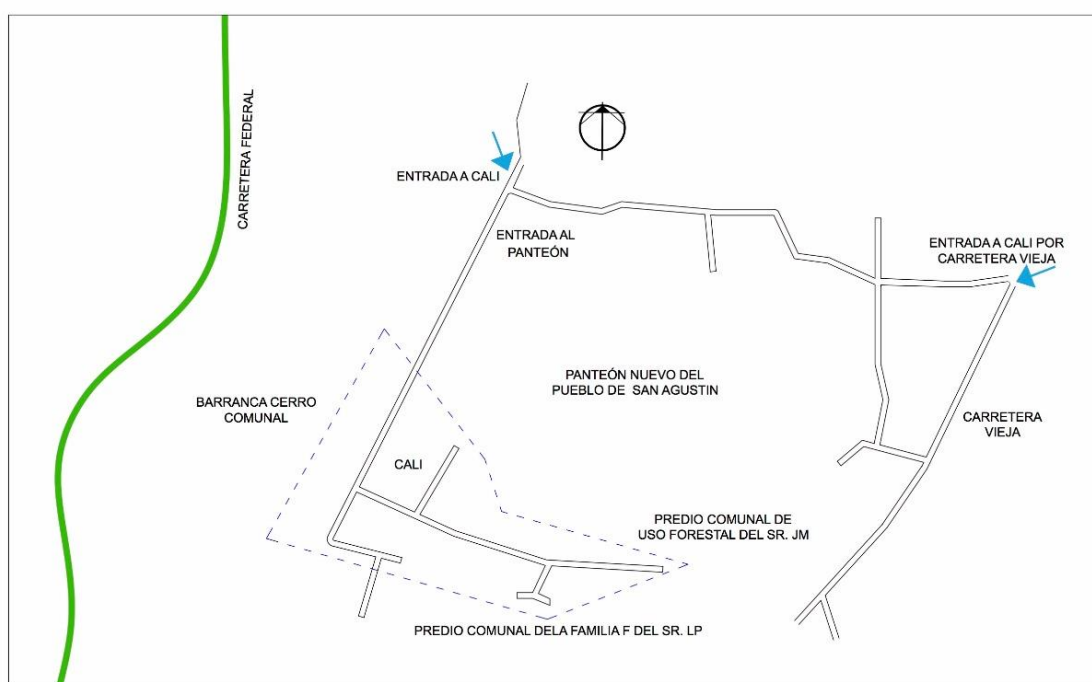 CARRETERA FEDERAL
ENTRADA A CALI
ENTRADA AL
PANTEÓN
ENTRADA A CALI POR
CARRETERA VIEJA
PANTEÓN NUEVO DEL
PUEBLO DE SAN AGUSTIN
BARRANCA CERRO
COMUNAL
CARRETERA
VIEJA
CALI
PREDIO COMUNAL DE
USO FORESTAL DEL SR. JM
PREDIO COMUNAL DELA FAMILIA F DEL SR. LP